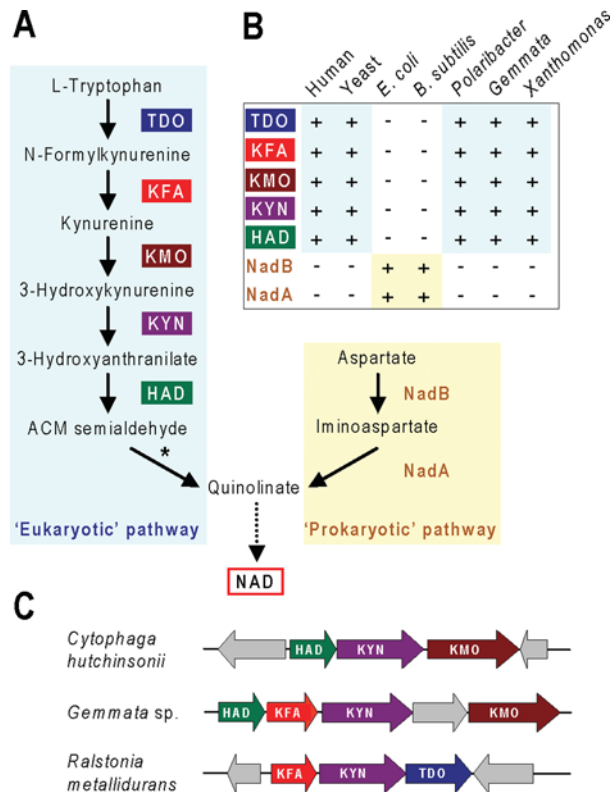 A
L-Tryptophan
TDO
N-Formylkynurenine
KFA
Kynurenine
KMO
3-Hydroxykynurenine
KYN
3-Hydroxyanthranilate
HAD
ACM semialdehyde
*
'Eukaryotic' pathway
B
Human Yeast E. coli B. subtilis Polaribacter Gemmata Xanthomonas
TDO + + - - + + +
KFA + + - - + + +
KMO + + - - + + +
KYN + + - - + + +
HAD + + - - + + +
NadB - - + + - - -
NadA - - + + - - -
Aspartate
NadB
Iminoaspartate
NadA
Quinolinate
'Prokaryotic' pathway
NAD
C
Cytophaga
hutchinsonii
HAD KYN KMO
Gemmata sp.
HAD KFA KYN KMO
Ralstonia
metallidurans
KFA KYN TDO